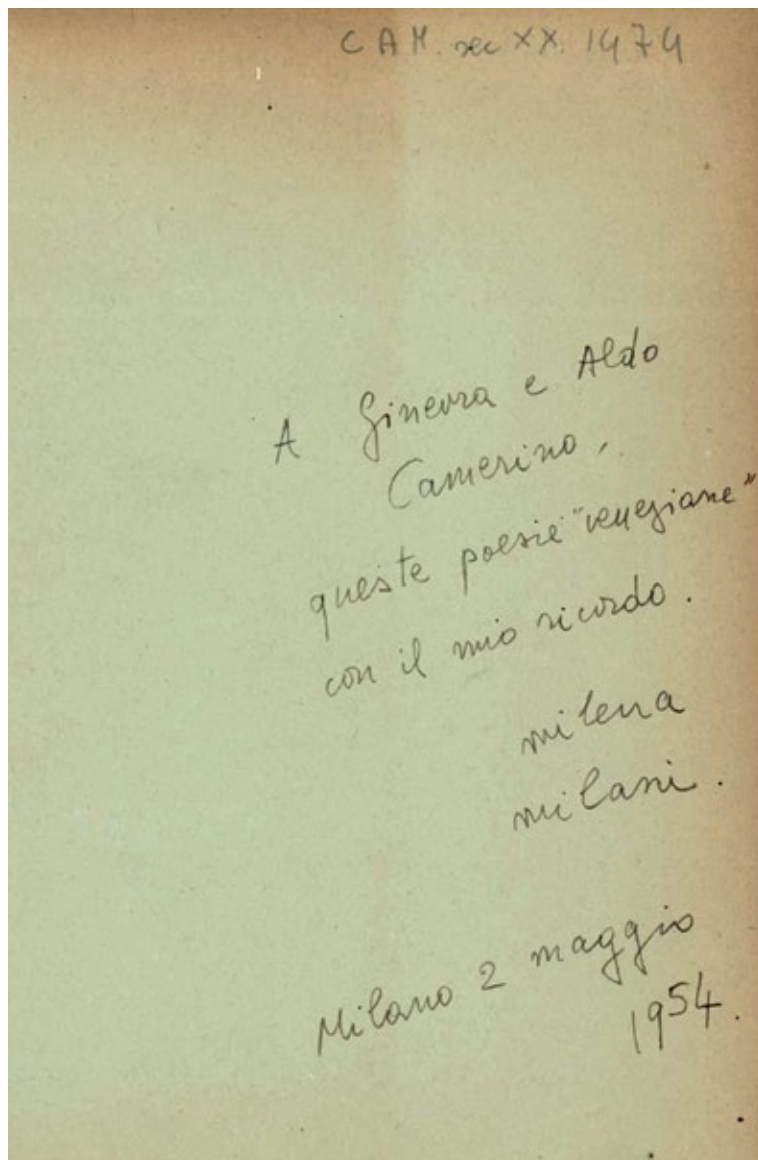 CAM. sec XX. 1474
A Ginevra e Aldo
Camerino,
queste poesie "veneziane"
con il mio ricordo.
milena
milani.
Milano 2 maggio
1954.